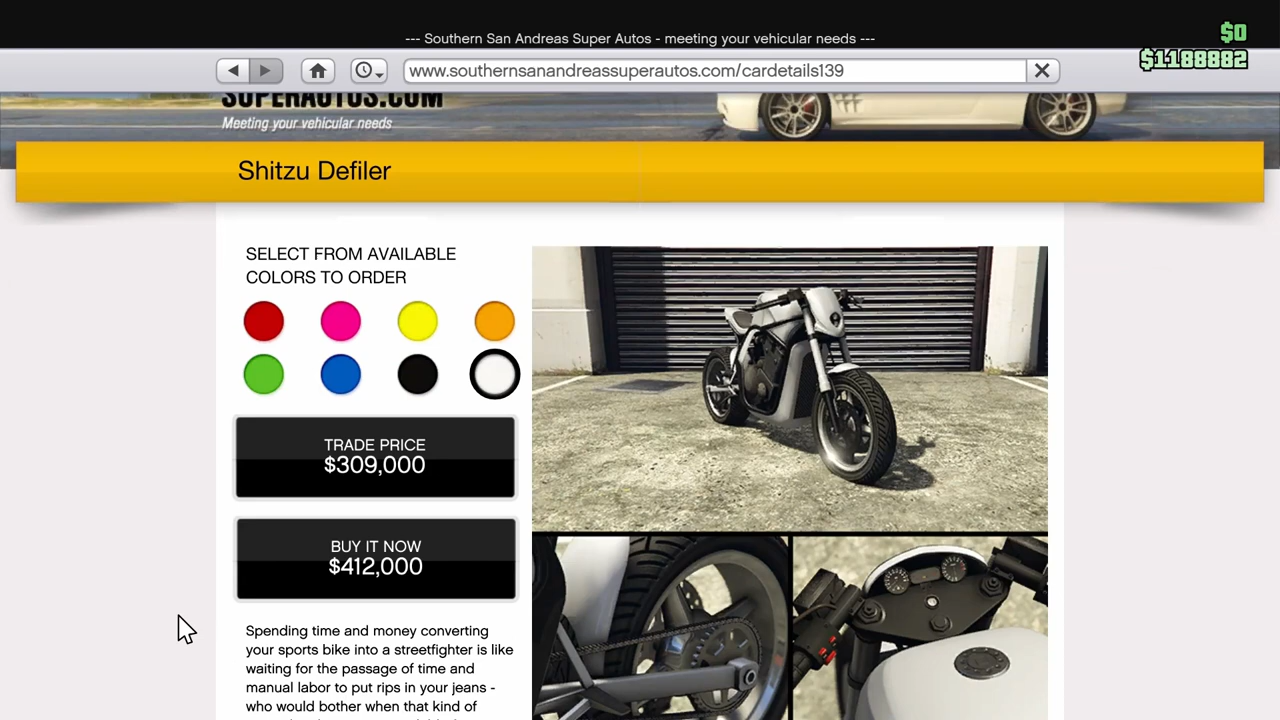 --- Southern San Andreas Super Autos - meeting your vehicular needs ---
$0
$1188882
www.southernsanandreassuperautos.com/cardetails139
SUPERAUTOS.COM
Meeting your vehicular needs
Shitzu Defiler
SELECT FROM AVAILABLE
COLORS TO ORDER
TRADE PRICE
$309,000
BUY IT NOW
$412,000
Spending time and money converting
your sports bike into a streetfighter is like
waiting for the passage of time and
manual labor to put rips in your jeans -
who would bother when that kind of